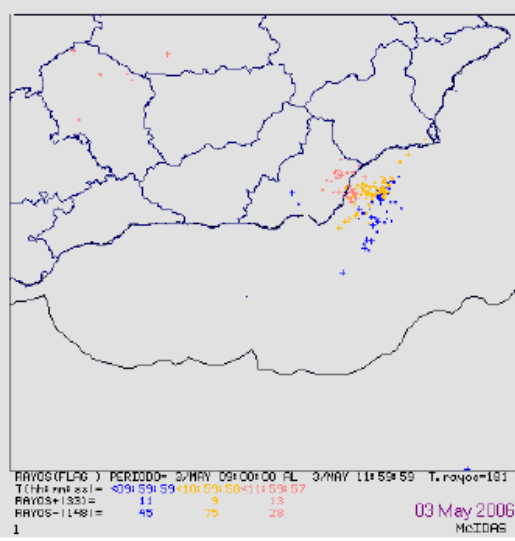 RAYOS(FLAG ) PERIODO= 3/MAY 09:00:00 AL 3/MAY 11:59:59 T.rayos=181
T(hh:mm:ss)= <09:59:59 <10:59:58 <11:59:57
RAYOS+(33)= 11 9 13
RAYOS-(148)= 45 75 28
03 May 2006
1 McIDAS